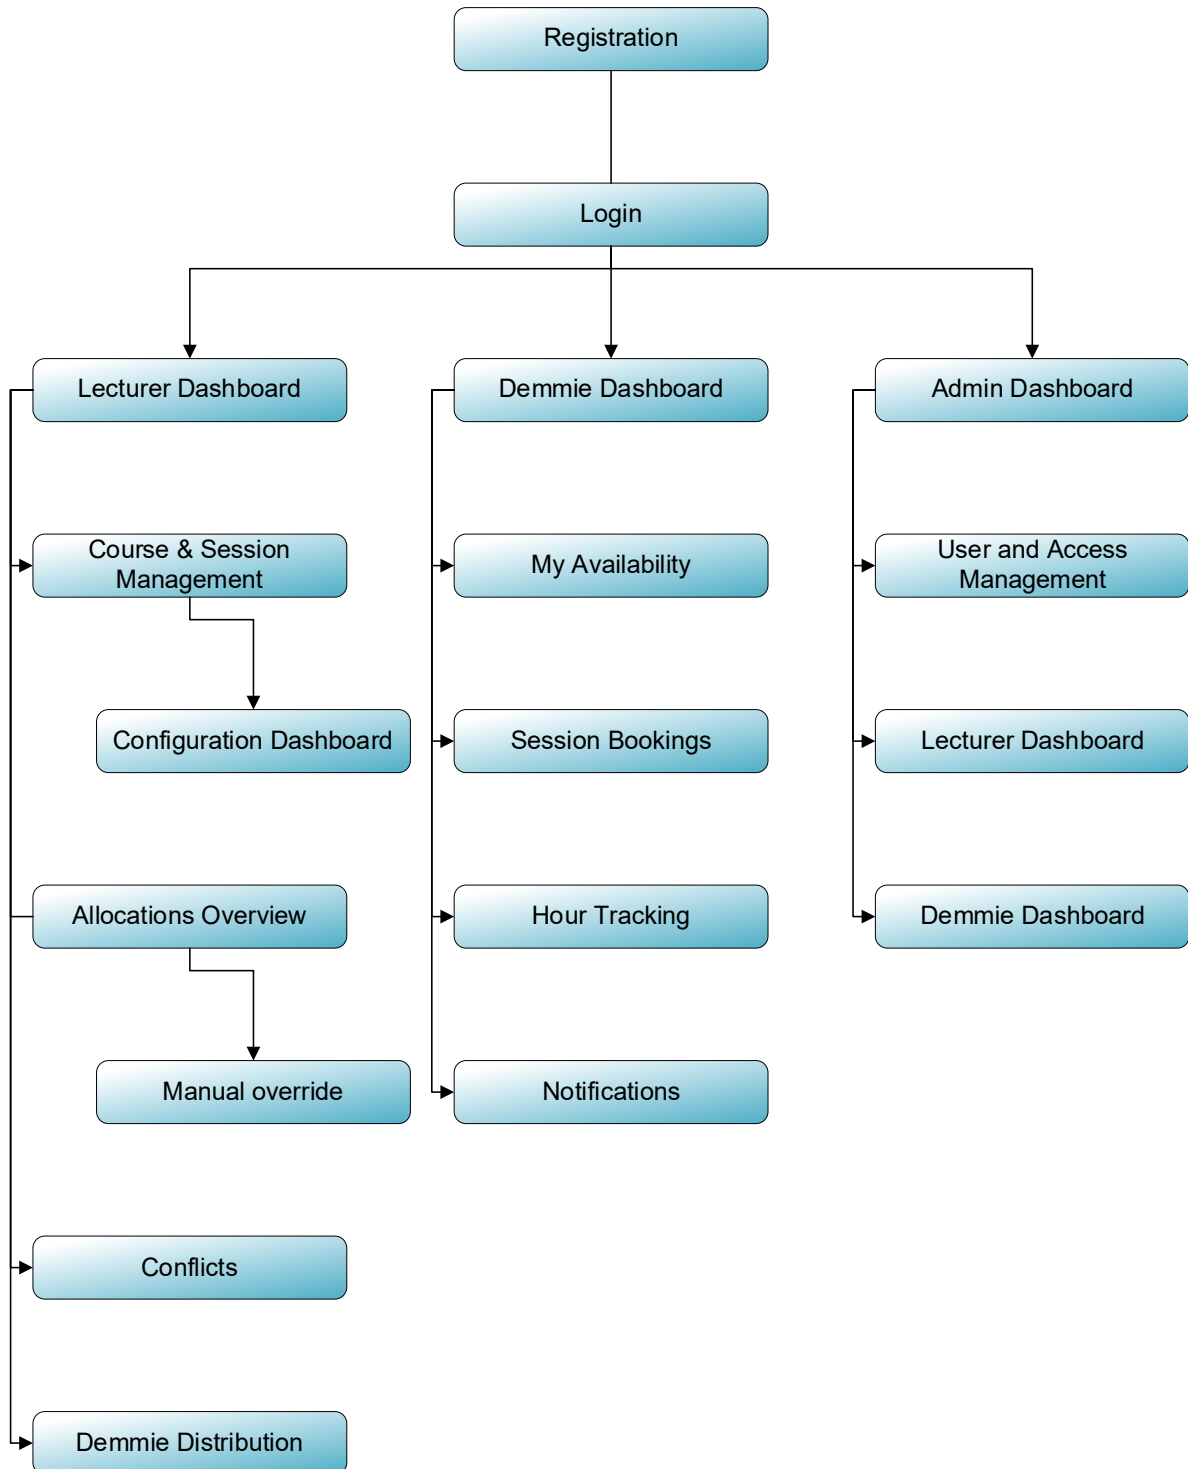 Registration
Login
Lecturer Dashboard
Demmie Dashboard
Admin Dashboard
Course & Session
Management
My Availability
User and Access
Management
Configuration Dashboard
Session Bookings
Lecturer Dashboard
Allocations Overview
Hour Tracking
Demmie Dashboard
Manual override
Notifications
Conflicts
Demmie Distribution